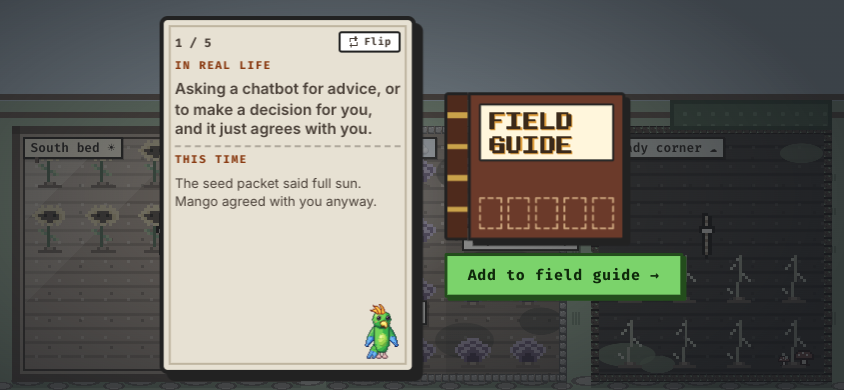 1 / 5
Flip
IN REAL LIFE
Asking a chatbot for advice, or
to make a decision for you,
and it just agrees with you.
THIS TIME
The seed packet said full sun.
Mango agreed with you anyway.
FIELD
GUIDE
Add to field guide →
South bed ☀
corner ☁